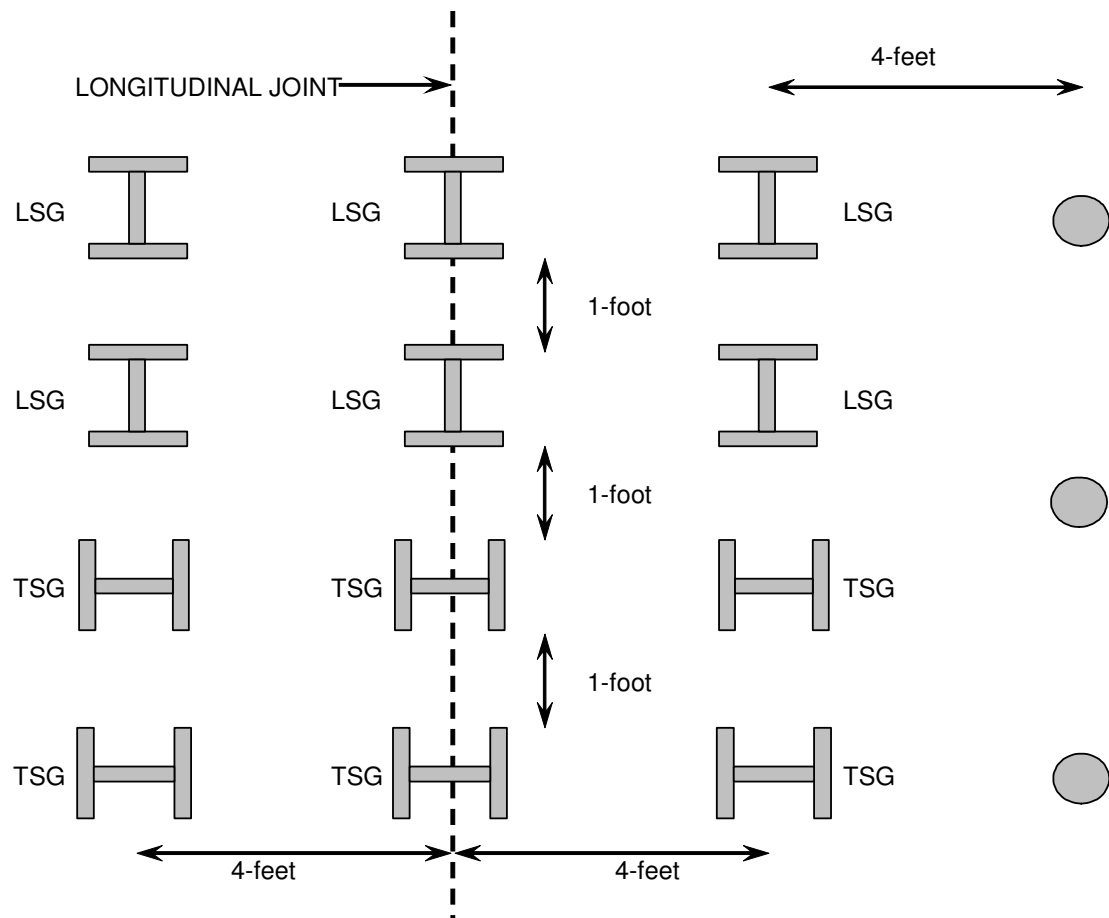 4-feet
LONGITUDINAL JOINT
LSG LSG LSG
1-foot
LSG LSG LSG
1-foot
TSG TSG TSG
1-foot
TSG TSG TSG
4-feet 4-feet